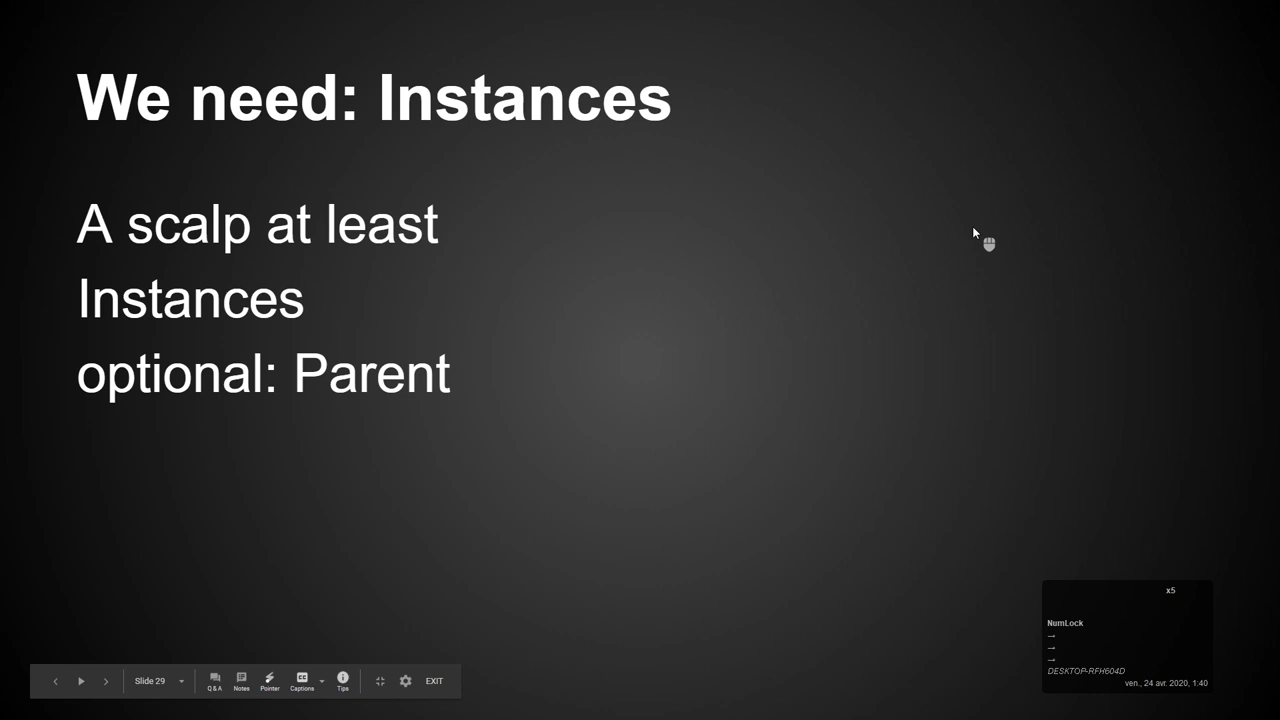 We need: Instances
A scalp at least
Instances
optional: Parent
x5
NumLock
→
→
→
DESKTOP-RFH604D
ven., 24 avr. 2020, 1:40
Slide 29
Q & A
Notes
Pointer
Captions
Tips
EXIT